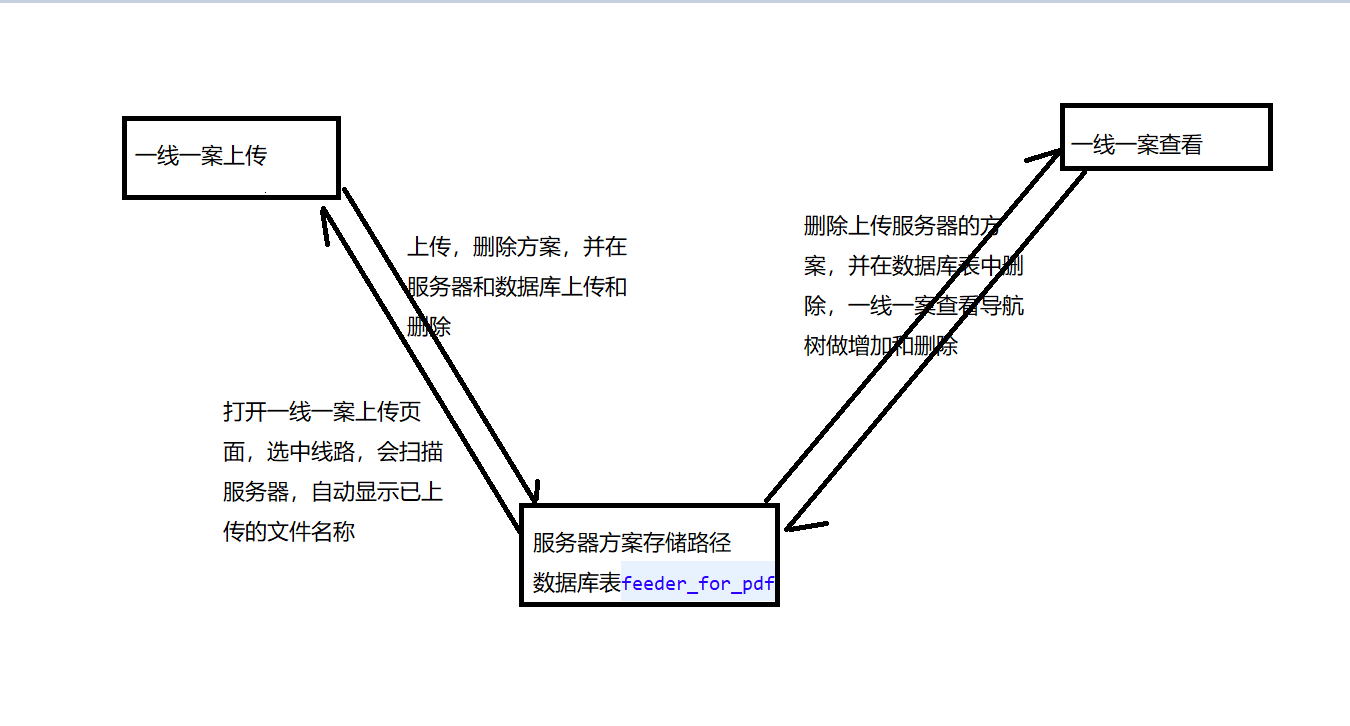 一线一案上传
一线一案查看
上传，删除方案，并在
服务器和数据库上传和
删除
删除上传服务器的方
案，并在数据库表中删
除，一线一案查看导航
树做增加和删除
打开一线一案上传页
面，选中线路，会扫描
服务器，自动显示已上
传的文件名称
服务器方案存储路径
数据库表feeder_for_pdf